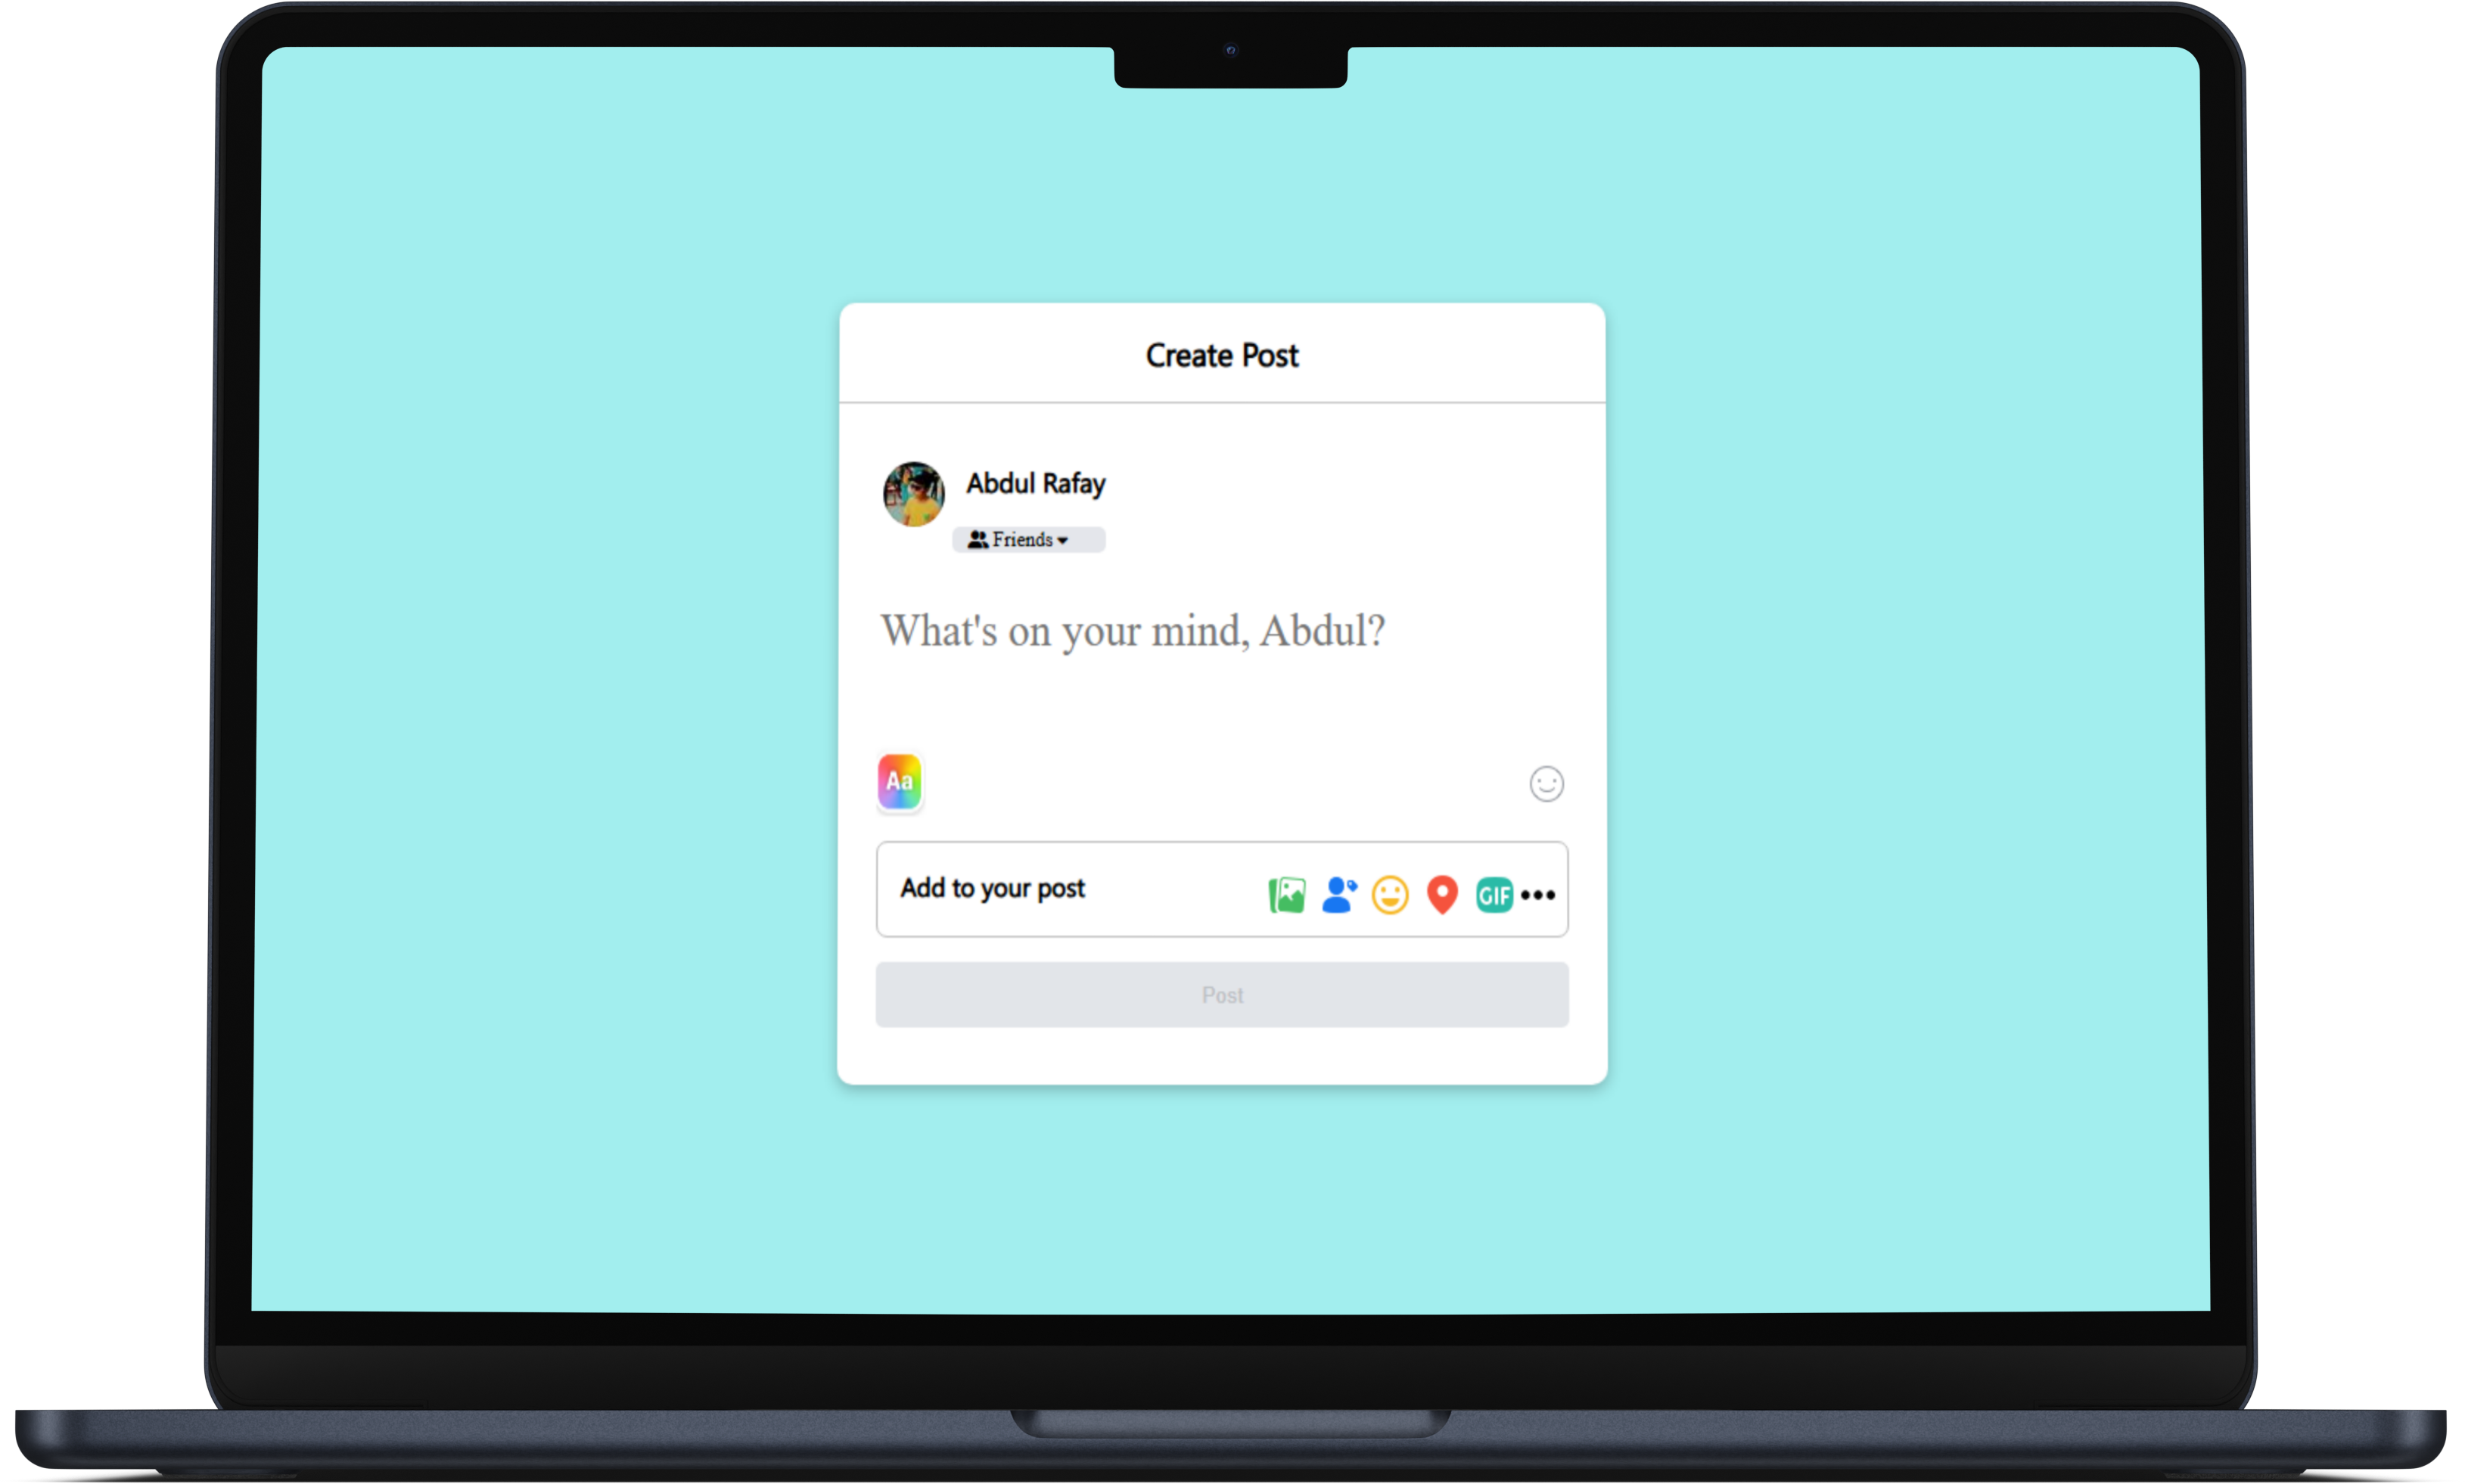 Create Post
Abdul Rafay
Friends
What's on your mind, Abdul?
Aa
Add to your post
GIF
Post